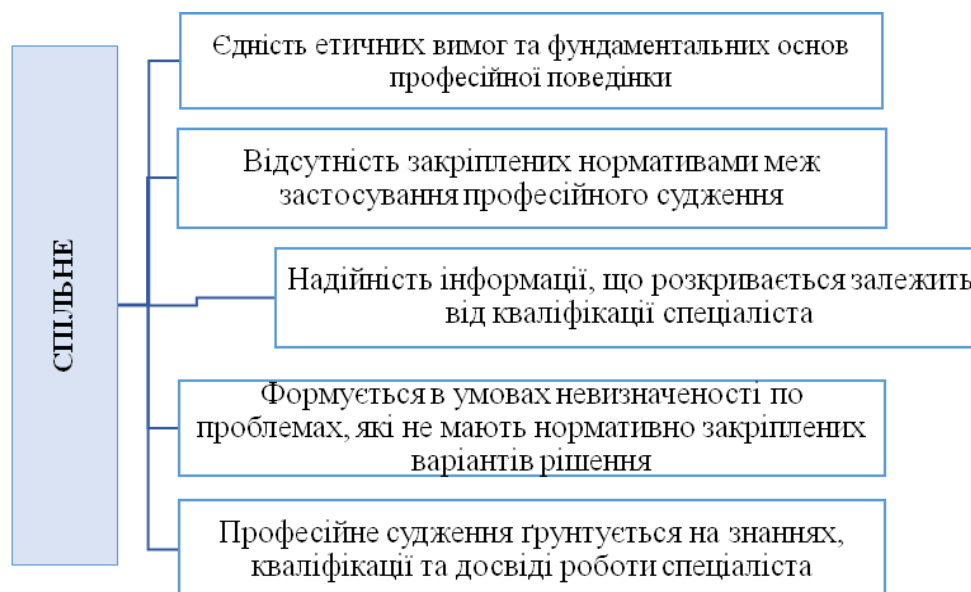 СПІЛЬНЕ
Єдність етичних вимог та фундаментальних основ
професійної поведінки
Відсутність закріплених нормативами меж
застосування професійного судження
Надійність інформації, що розкривається залежить
від кваліфікації спеціаліста
Формується в умовах невизначеності по
проблемах, які не мають нормативно закріплених
варіантів рішення
Професійне судження ґрунтується на знаннях,
кваліфікації та досвіді роботи спеціаліста